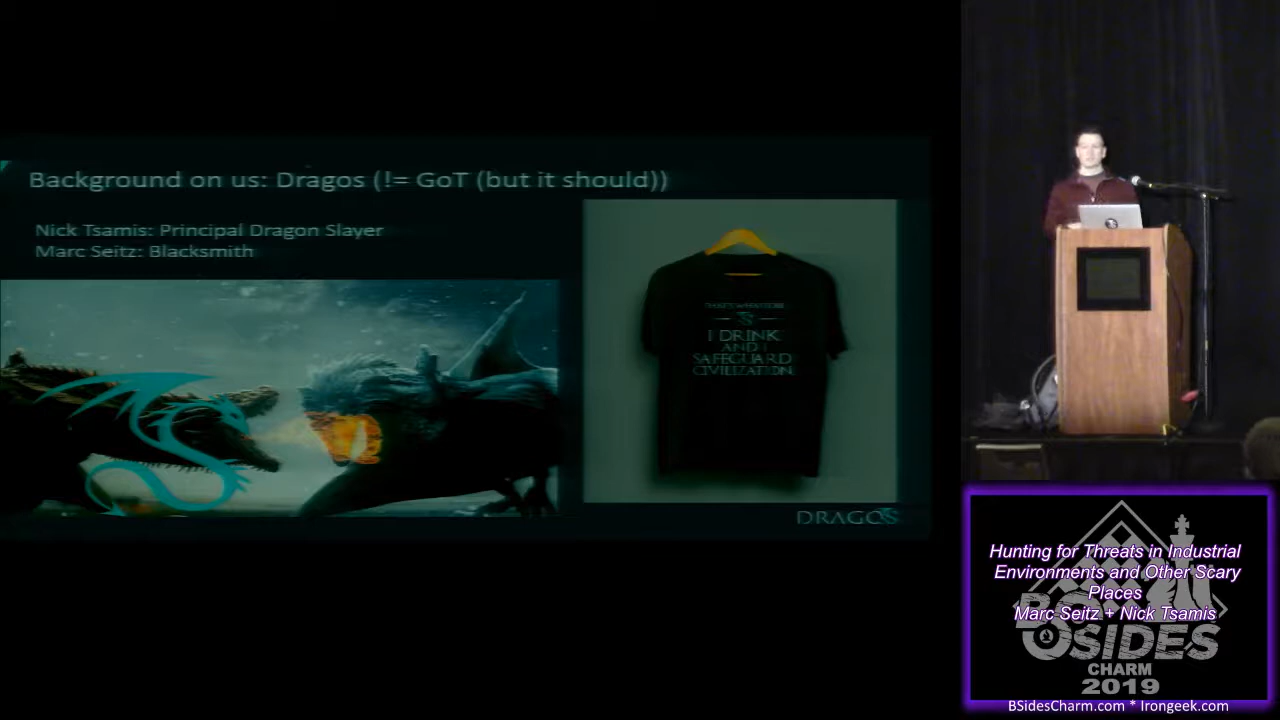 Background on us: Dragos (!= GoT (but it should))
Nick Tsamis: Principal Dragon Slayer
Marc Seitz: Blacksmith
I DRINK
AND I
SAFEGUARD
CIVILIZATION
DRAGOS
Hunting for Threats in Industrial
Environments and Other Scary
Places
Marc Seitz + Nick Tsamis
BSIDES
CHARM
2019
BSidesCharm.com * Irongeek.com